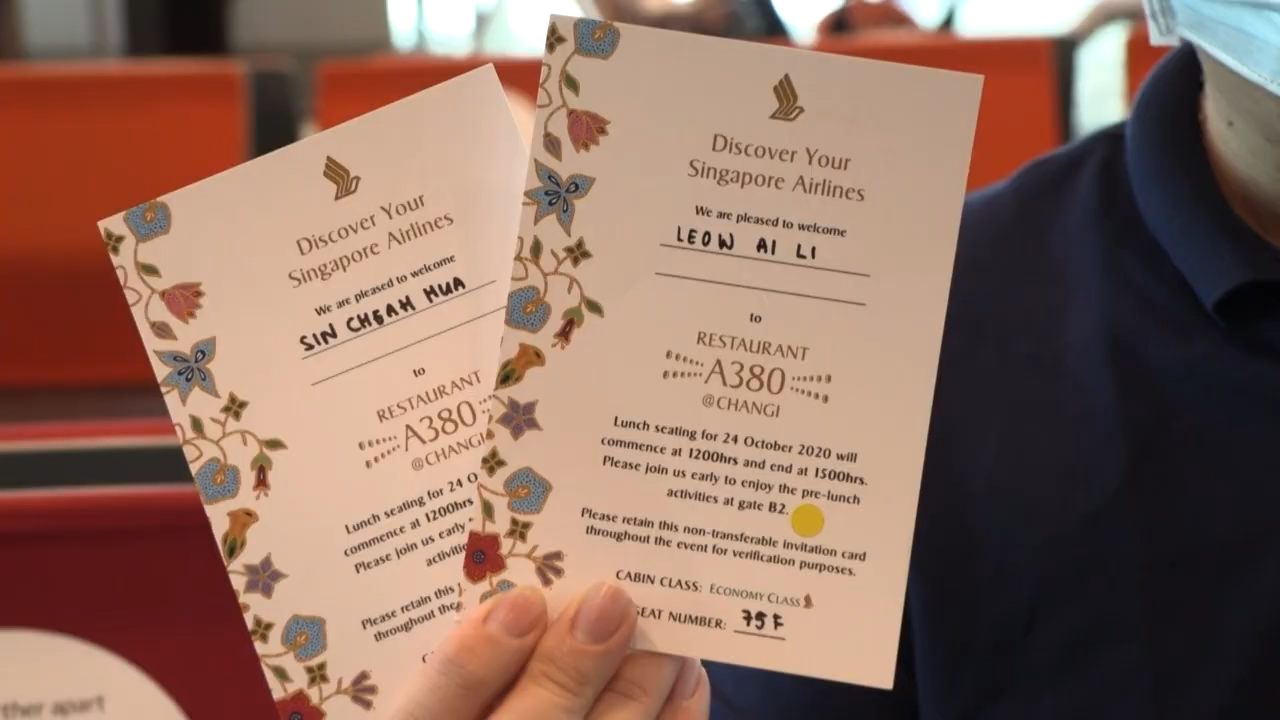 Discover Your
Singapore Airlines
We are pleased to welcome
SIN CHEAH HUA
to
RESTAURANT
A380
@CHANGI
Lunch seating for 24 O
commence at 1200hrs
Please join us early
activitie
Please retain this
throughout the
Discover Your
Singapore Airlines
We are pleased to welcome
LEOW AI LI
to
RESTAURANT
A380
@CHANGI
Lunch seating for 24 October 2020 will
commence at 1200hrs and end at 1500hrs.
Please join us early to enjoy the pre-lunch
activities at gate B2.
Please retain this non-transferable invitation card
throughout the event for verification purposes.
CABIN CLASS: ECONOMY CLASS
SEAT NUMBER: 75F
ther apart